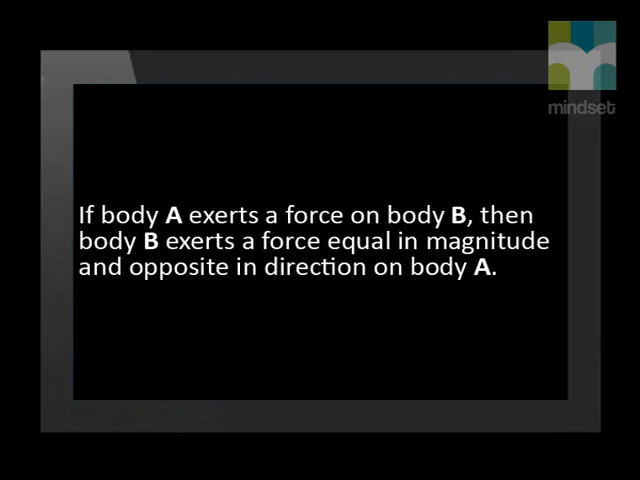 mindset
If body A exerts a force on body B, then
body B exerts a force equal in magnitude
and opposite in direction on body A.